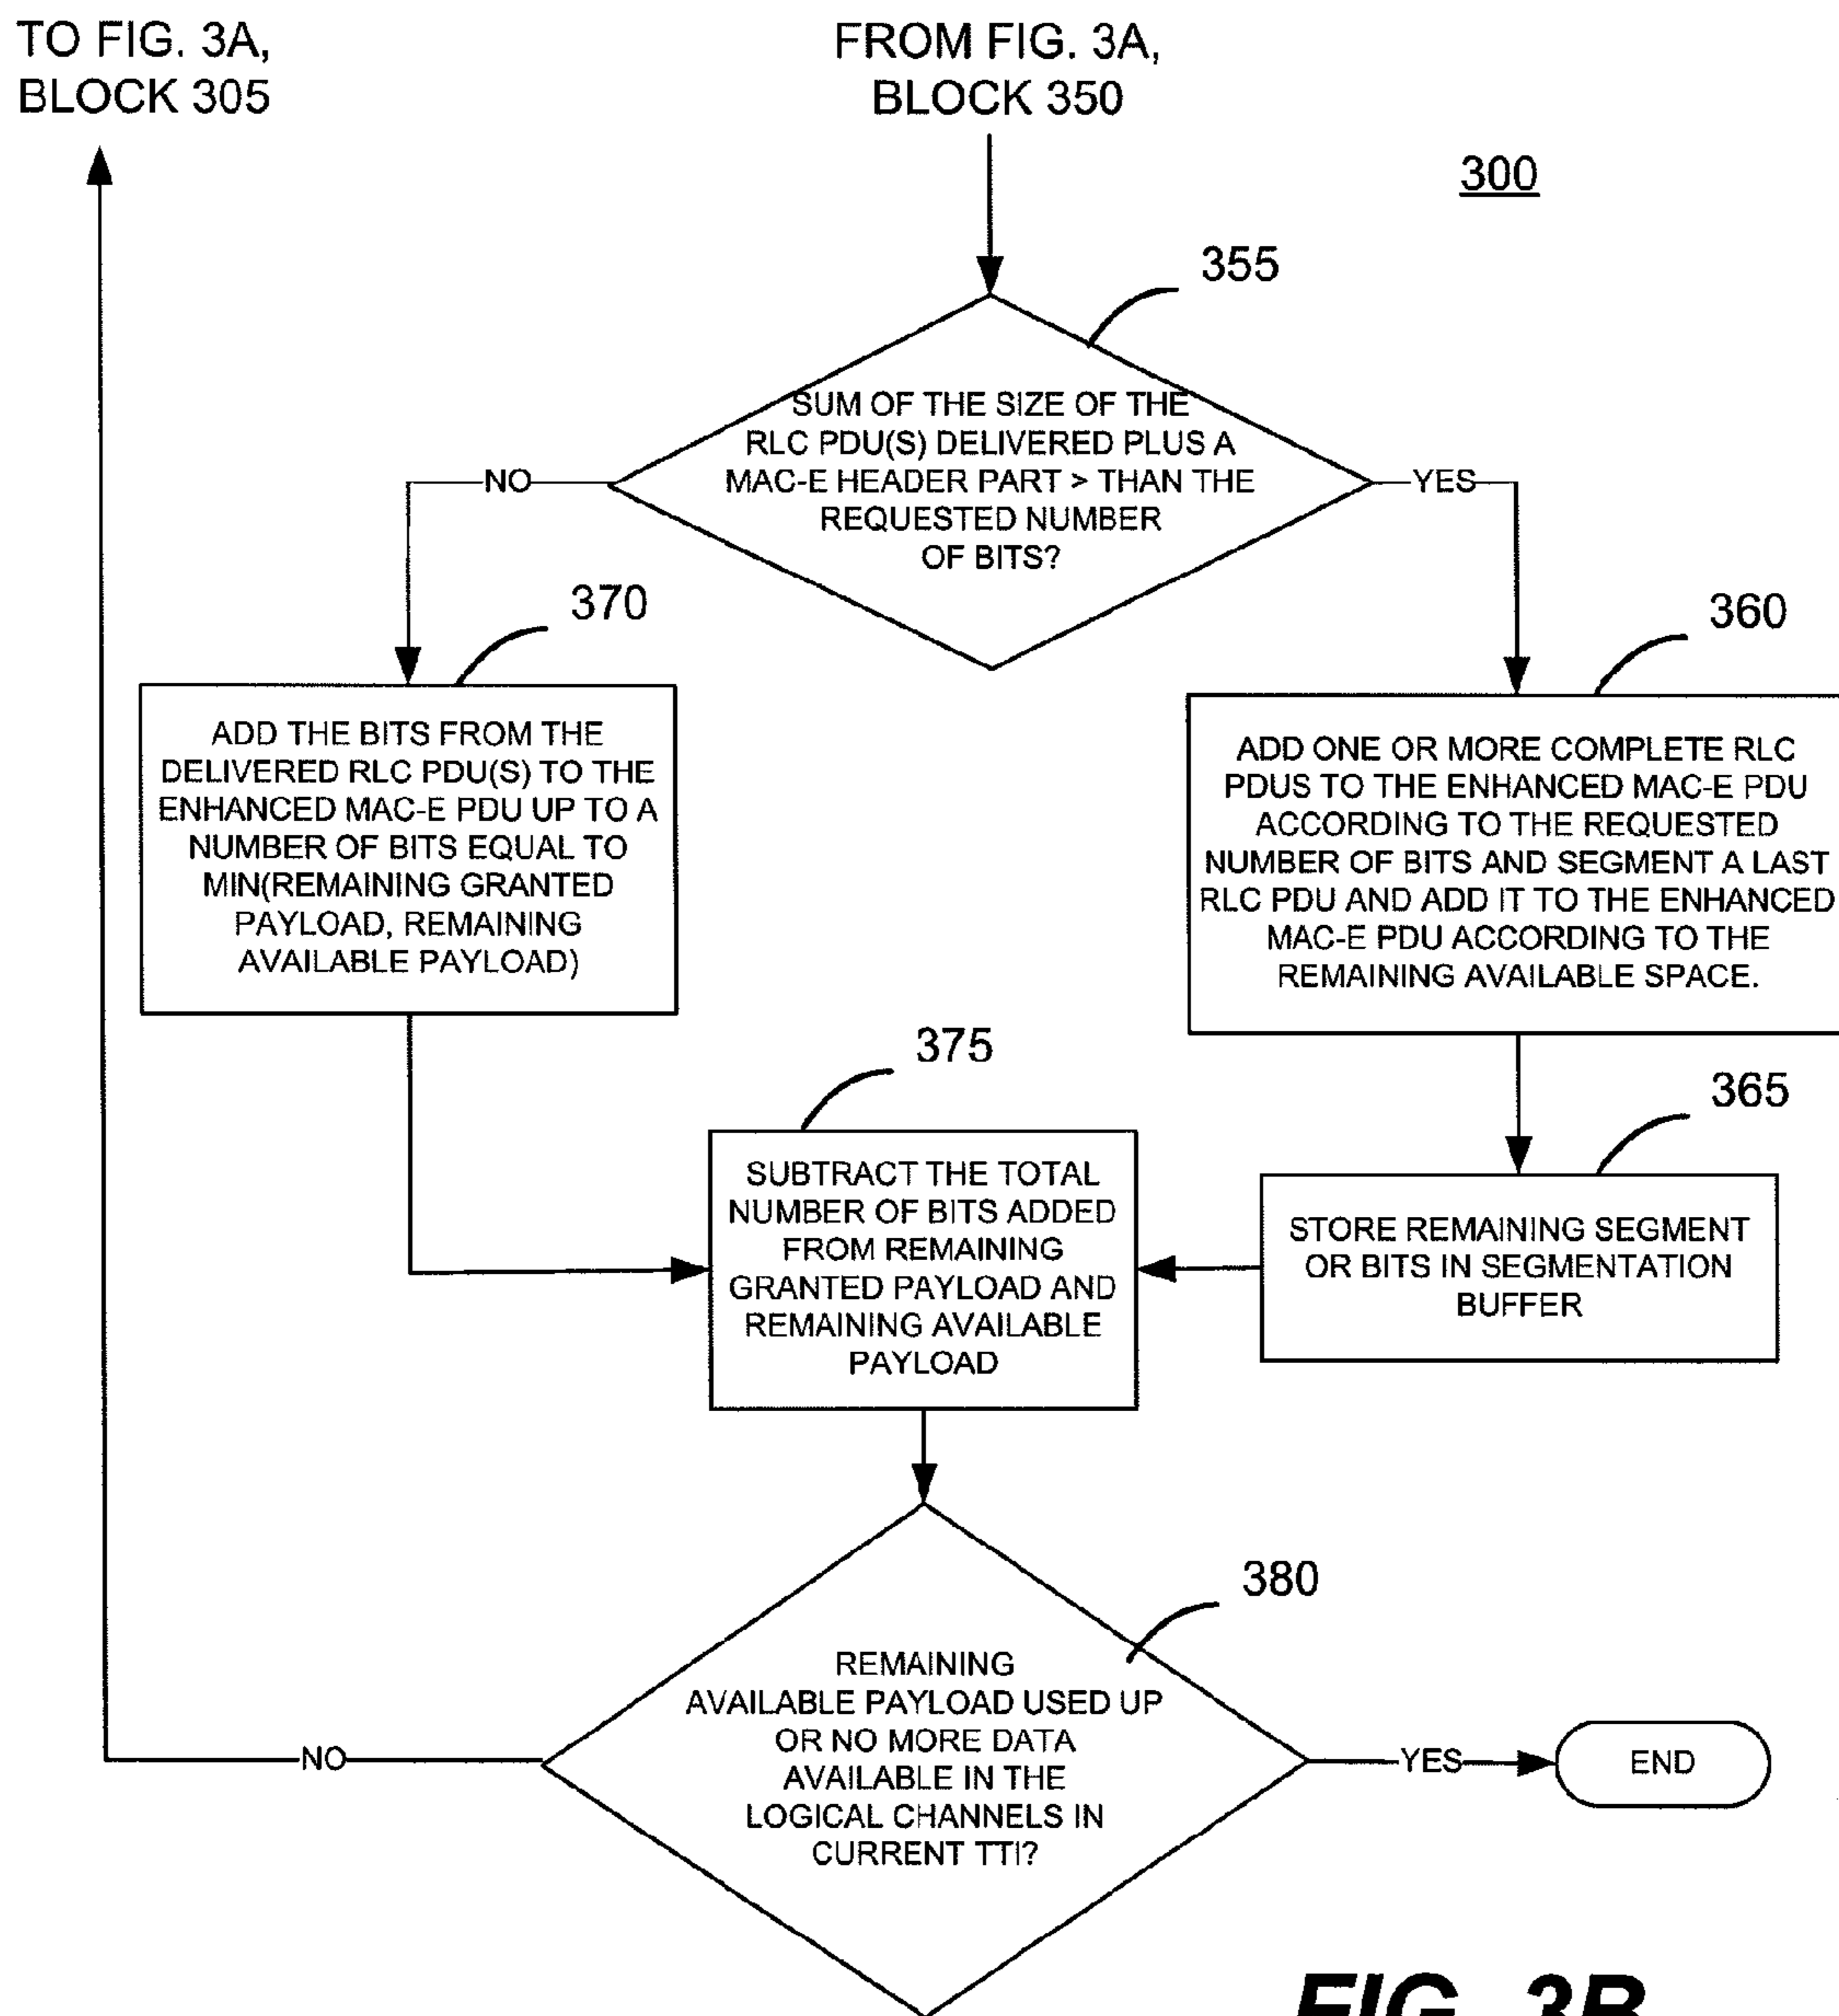 TO FIG. 3A,
BLOCK 305
FROM FIG. 3A,
BLOCK 350
300
355
SUM OF THE SIZE OF THE
RLC PDU(S) DELIVERED PLUS A
MAC-E HEADER PART > THAN THE
REQUESTED NUMBER
OF BITS?
NO
YES
370
ADD THE BITS FROM THE
DELIVERED RLC PDU(S) TO THE
ENHANCED MAC-E PDU UP TO A
NUMBER OF BITS EQUAL TO
MIN(REMAINING GRANTED
PAYLOAD, REMAINING
AVAILABLE PAYLOAD)
360
ADD ONE OR MORE COMPLETE RLC
PDUS TO THE ENHANCED MAC-E PDU
ACCORDING TO THE REQUESTED
NUMBER OF BITS AND SEGMENT A LAST
RLC PDU AND ADD IT TO THE ENHANCED
MAC-E PDU ACCORDING TO THE
REMAINING AVAILABLE SPACE.
375
SUBTRACT THE TOTAL
NUMBER OF BITS ADDED
FROM REMAINING
GRANTED PAYLOAD AND
REMAINING AVAILABLE
PAYLOAD
365
STORE REMAINING SEGMENT
OR BITS IN SEGMENTATION
BUFFER
380
REMAINING
AVAILABLE PAYLOAD USED UP
OR NO MORE DATA
AVAILABLE IN THE
LOGICAL CHANNELS IN
CURRENT TTI?
NO
YES
END
FIG. 3B